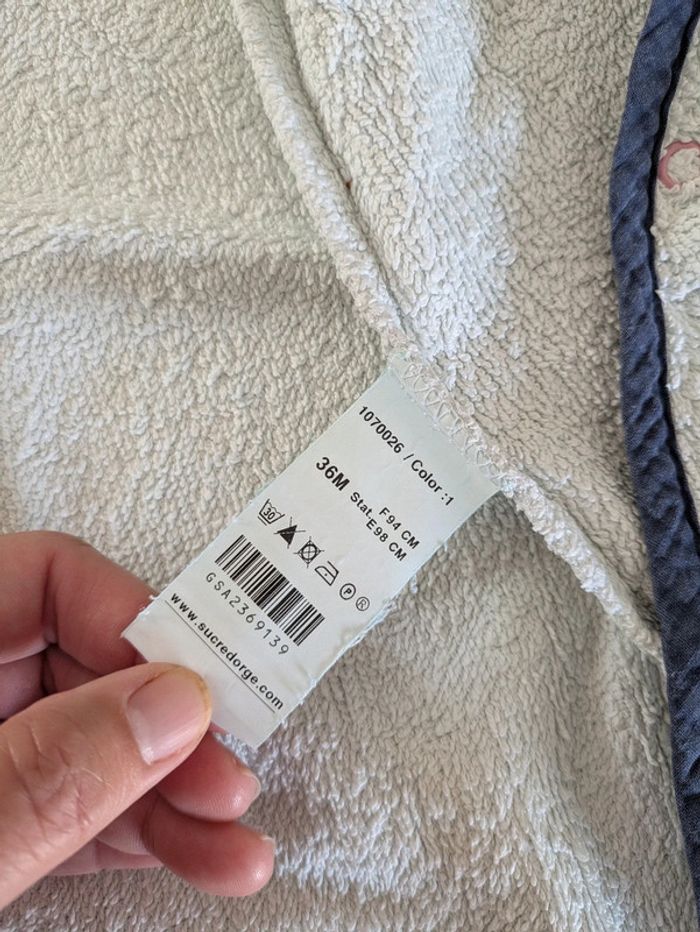 1070026 / Color :1
36M Stat. F94 CM
E98 CM
30 P ®
GSA2369139
www.sucredorge.com